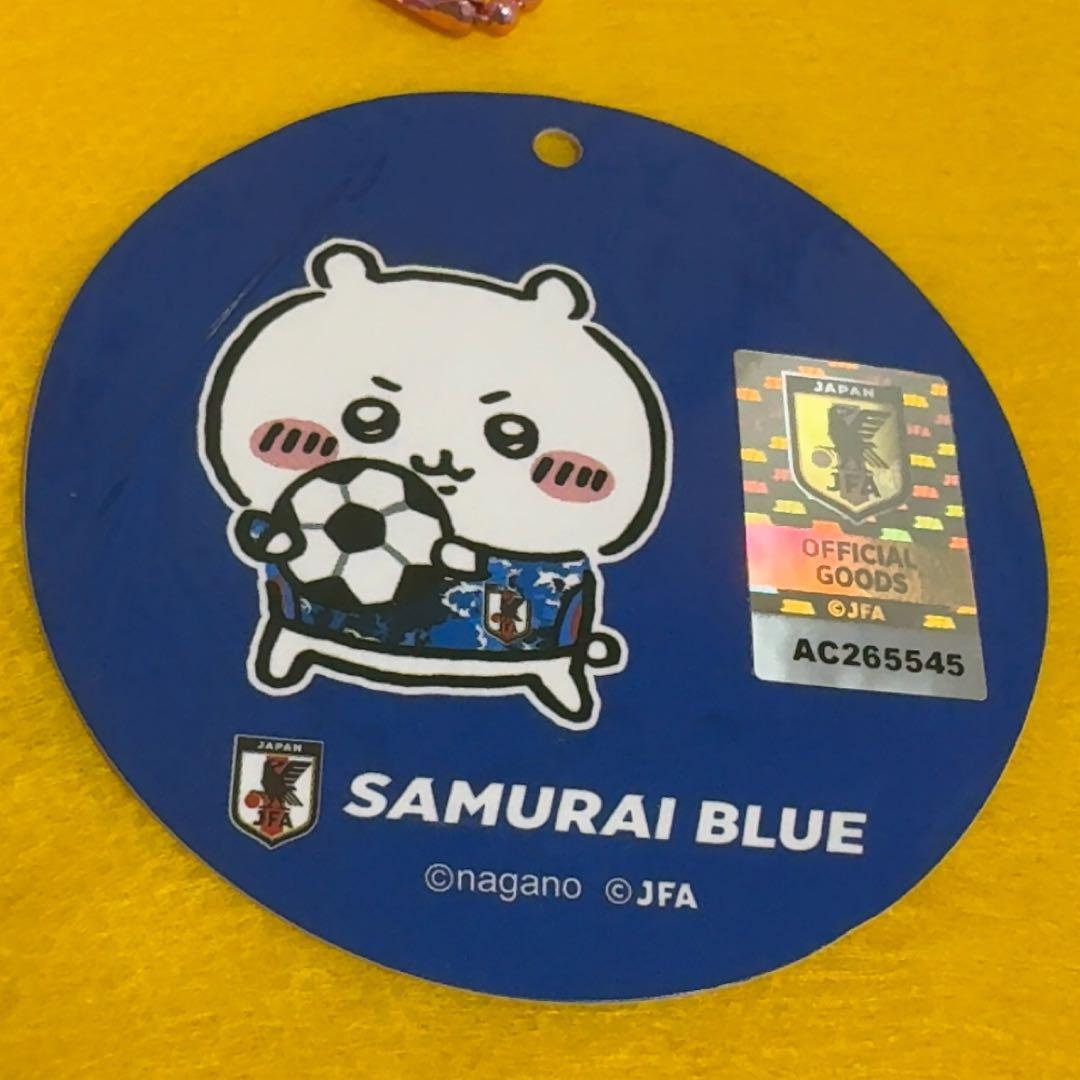 JAPAN
JFA
OFFICIAL
GOODS
©JFA
AC265545
JAPAN
JFA
SAMURAI BLUE
©nagano ©JFA